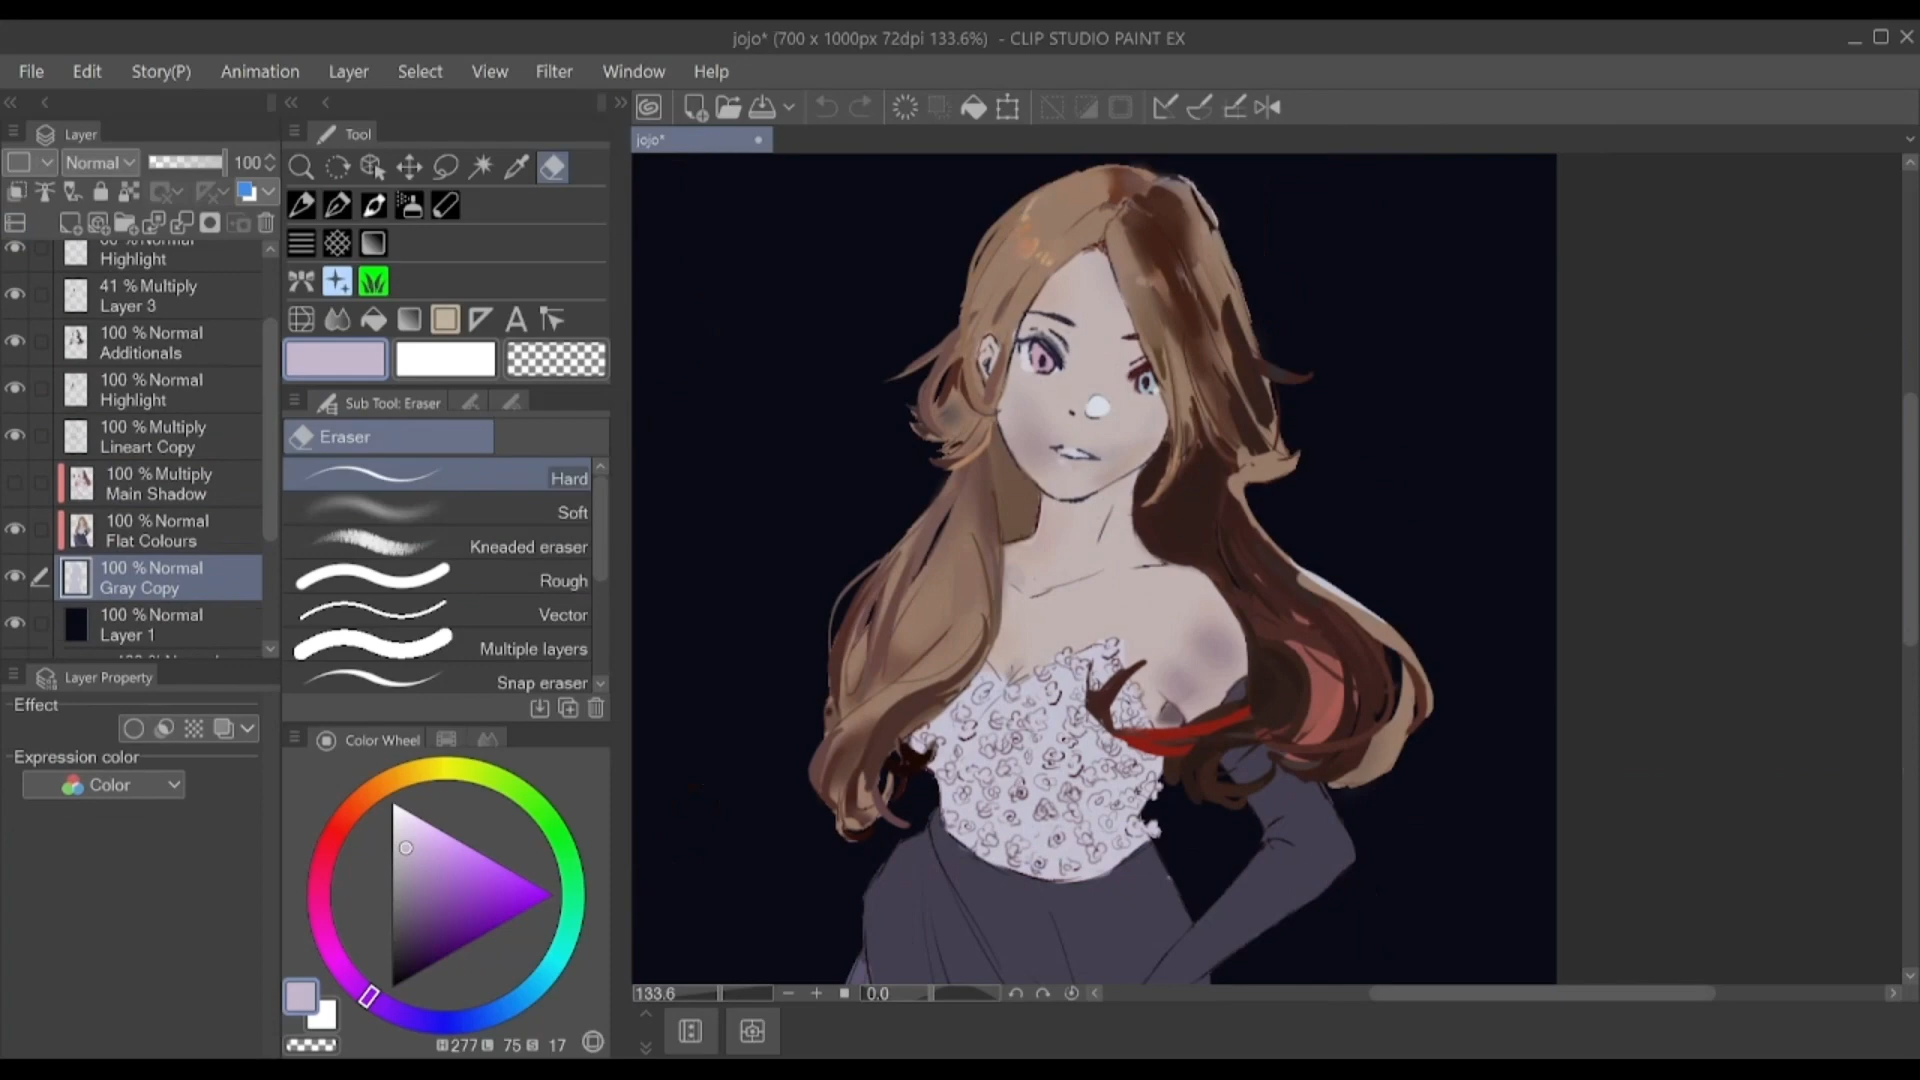 jojo* (700 x 1000px 72dpi 133.6%) - CLIP STUDIO PAINT EX
File Edit Story(P) Animation Layer Select View Filter Window Help
Layer
Normal 100
Highlight
41 % Multiply
Layer 3
100 % Normal
Additionals
100 % Normal
Highlight
100 % Multiply
Lineart Copy
100 % Multiply
Main Shadow
100 % Normal
Flat Colours
100 % Normal
Gray Copy
100 % Normal
Layer 1
Layer Property
Effect
Expression color
Color
Tool
A
Sub Tool: Eraser
Eraser
Hard
Soft
Kneaded eraser
Rough
Vector
Multiple layers
Snap eraser
Color Wheel
H 277 L 75 S 17
jojo*
133.6 0.0